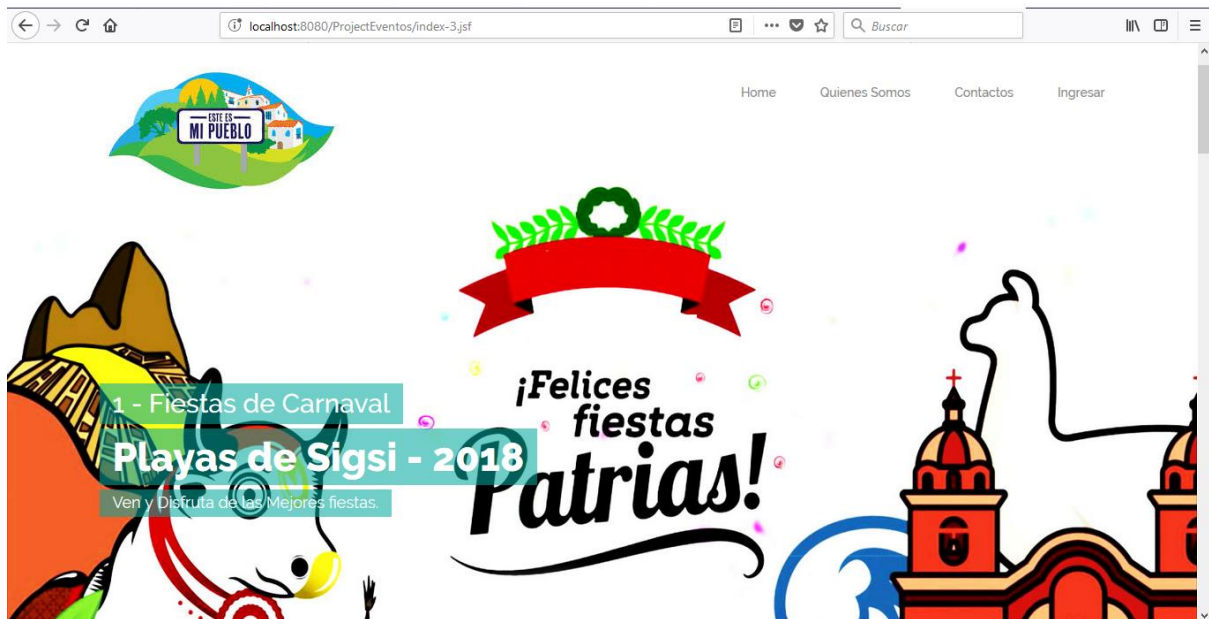 localhost:8080/ProjectEventos/index-3.jsf
Buscar
ESTE ES
MI PUEBLO
Home Quienes Somos Contactos Ingresar
¡Felices
fiestas
Patrias!
1 - Fiestas de Carnaval
Playas de Sigsi - 2018
Ven y Disfruta de las Mejores fiestas.